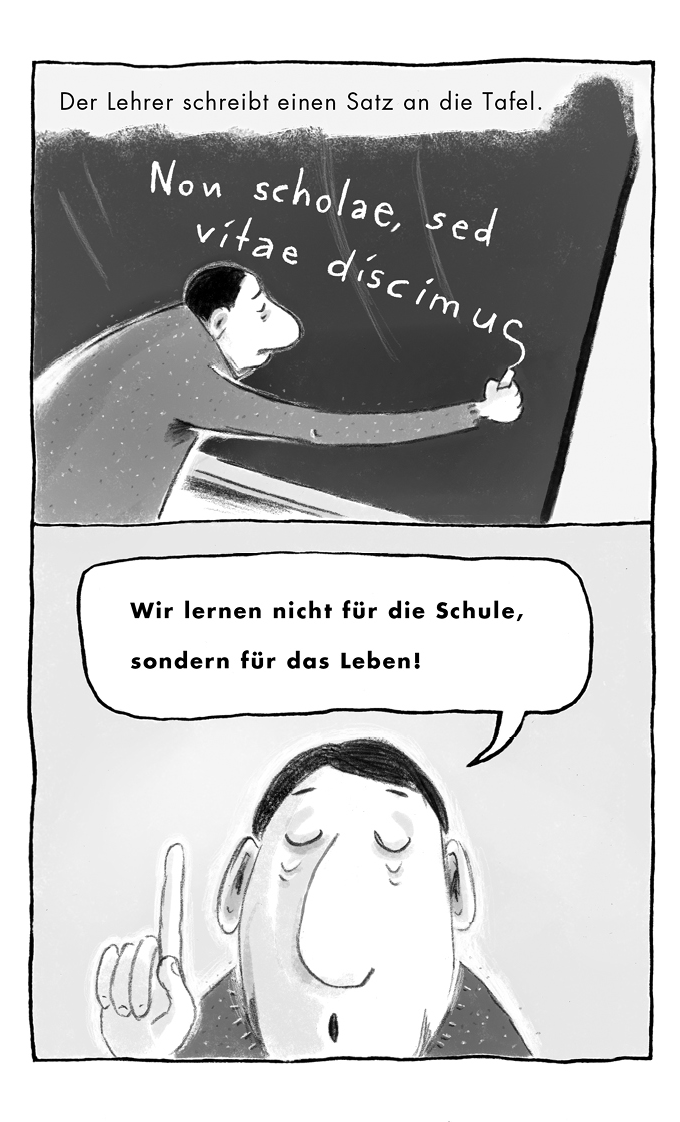 Der Lehrer schreibt einen Satz an die Tafel.
Non scholae, sed
vitae discimus
Wir lernen nicht für die Schule,
sondern für das Leben!